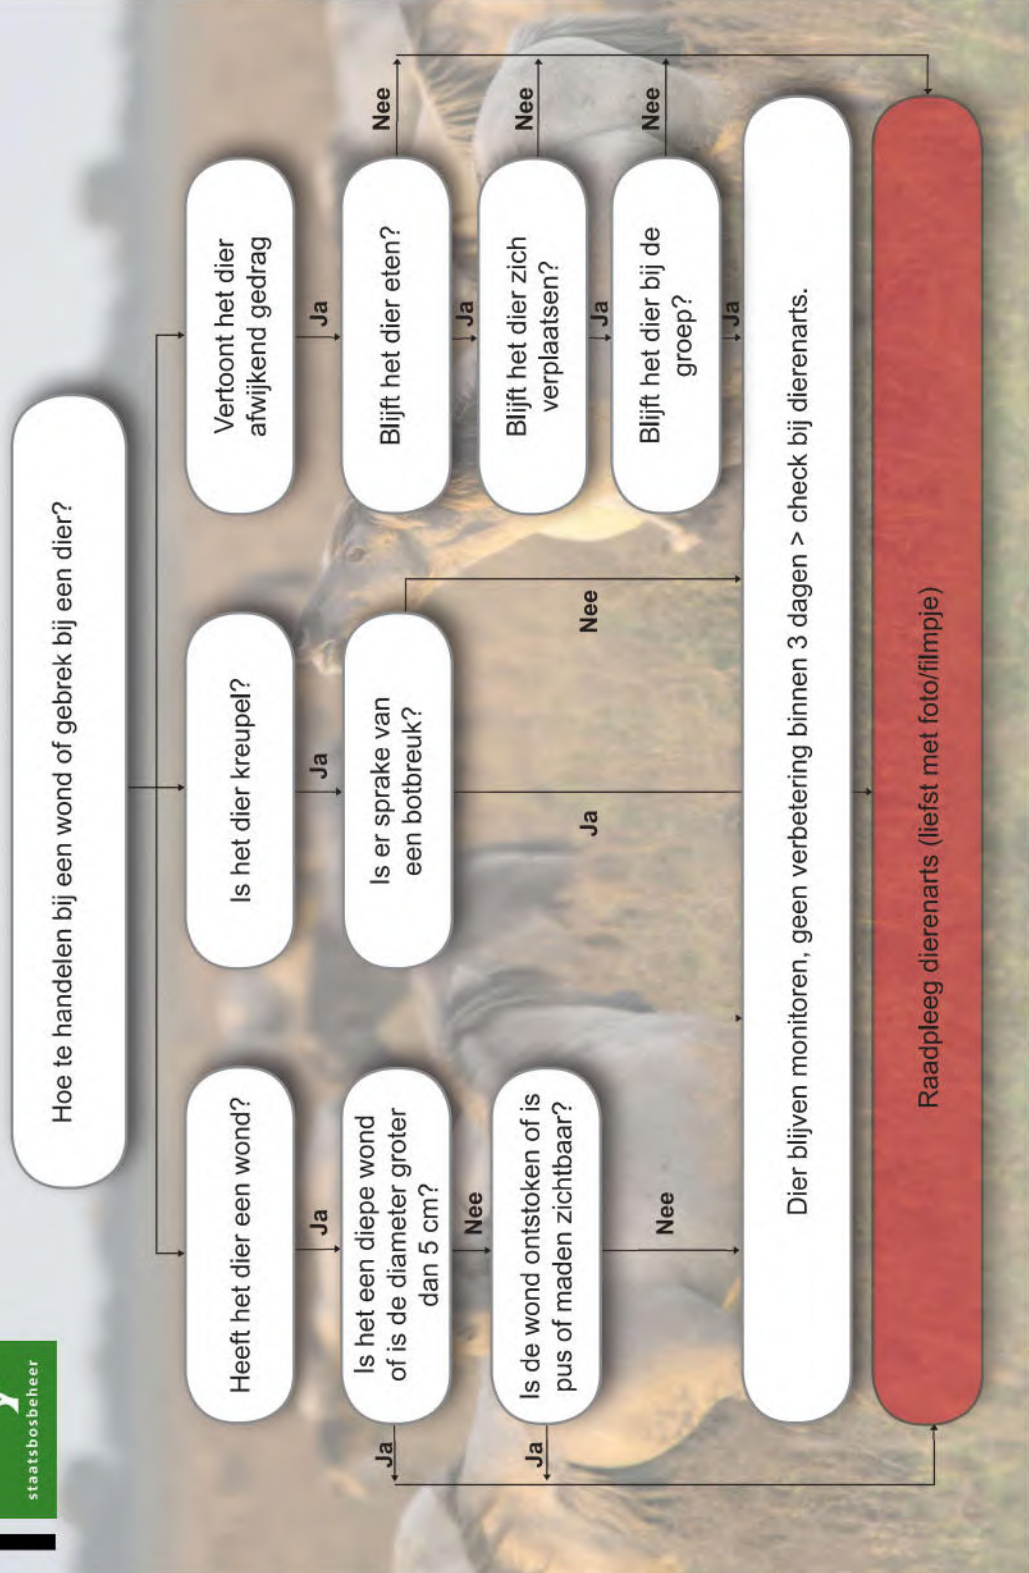 staatsbosbeheer
Hoe te handelen bij een wond of gebrek bij een dier?
Heeft het dier een wond?
Ja
Is het een diepe wond
of is de diameter groter
dan 5 cm?
Ja
Nee
Is de wond ontstoken of is
pus of maden zichtbaar?
Ja
Nee
Is het dier kreupel?
Ja
Is er sprake van
een botbreuk?
Ja
Nee
Vertoont het dier
afwijkend gedrag
Ja
Blijft het dier eten?
Nee
Ja
Blijft het dier zich
verplaatsen?
Nee
Ja
Blijft het dier bij de
groep?
Nee
Ja
Dier blijven monitoren, geen verbetering binnen 3 dagen > check bij dierenarts.
Raadpleeg dierenarts (liefst met foto/filmpje)